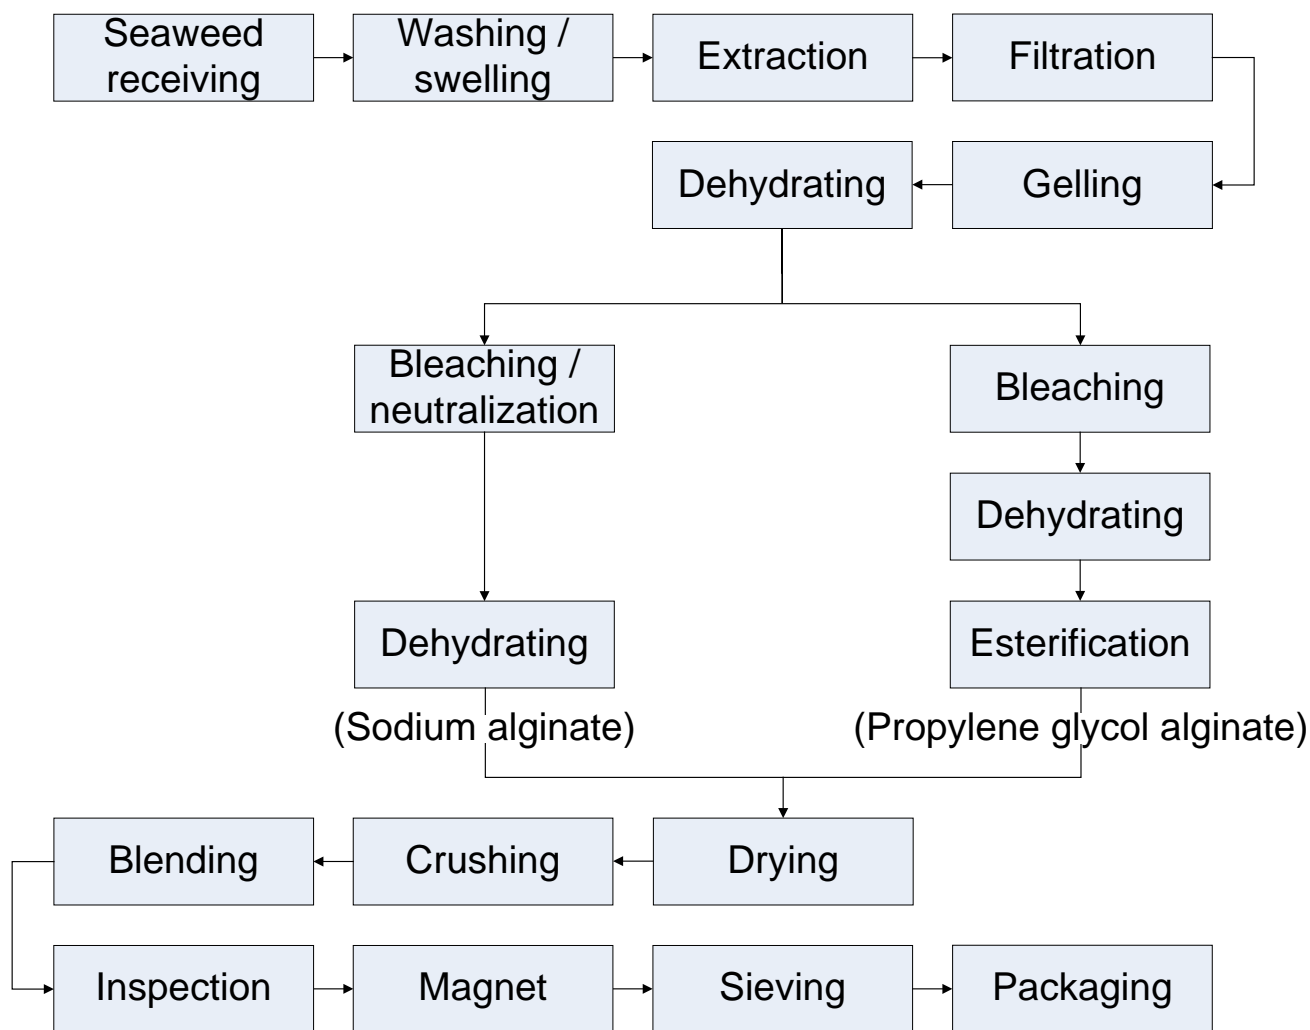 Seaweed
receiving
Washing /
swelling
Extraction
Filtration
Gelling
Dehydrating
Bleaching /
neutralization
Dehydrating
(Sodium alginate)
Bleaching
Dehydrating
Esterification
(Propylene glycol alginate)
Drying
Crushing
Blending
Inspection
Magnet
Sieving
Packaging